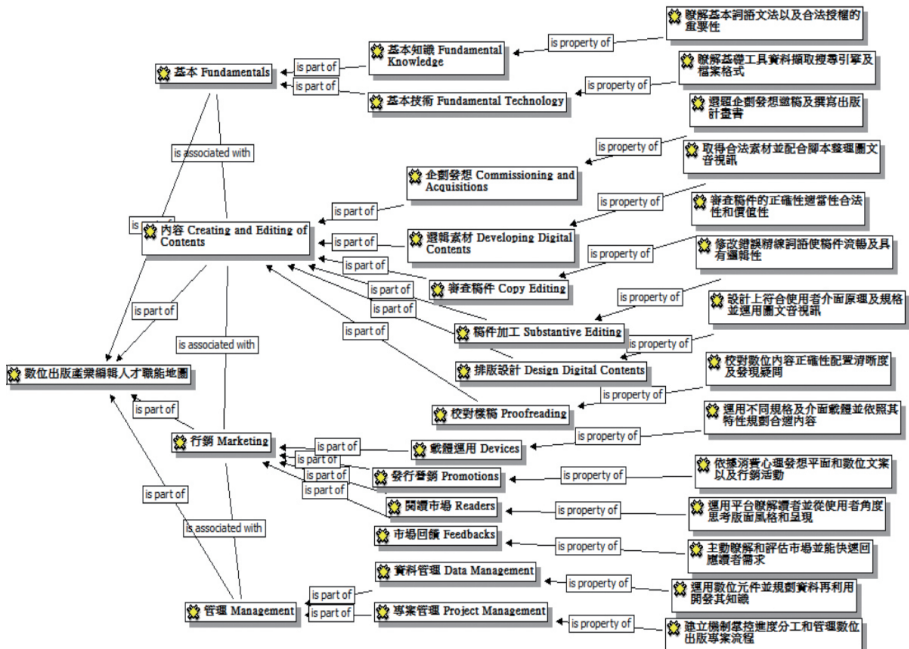 瞭解基本詞語文法以及合法授權的
重要性
is property of
基本知識 Fundamental
Knowledge
is part of
基本 Fundamentals
瞭解基礎工具資料擷取搜尋引擎及
檔案格式
is property of
is part of
基本技術 Fundamental Technology
選題企劃發想邀稿及撰寫出版
計畫書
is property of
is associated with
取得合法素材並配合腳本整理圖文
音視訊
is property of
企劃發想 Commissioning and
Acquisitions
is part of
審查稿件的正確性適當性合法
性和價值性
is property of
內容 Creating and Editing of
Contents
is part of
選輯素材 Developing Digital
Contents
修改錯誤精練詞語使稿件流暢及具
有邏輯性
is property of
is part of
審查稿件 Copy Editing
設計上符合使用者介面原理及規格
並運用圖文音視訊
is property of
is part of
is part of
is part of
稿件加工 Substantive Editing
is part of
is associated with
is property of
校對數位內容正確性配置清晰度
及發現疑問
排版設計 Design Digital Contents
數位出版產業編輯人才職能地圖
is property of
校對樣稿 Proofreading
運用不同規格及介面載體並依照其
特性規劃合適內容
is part of
行銷 Marketing
is part of
載體運用 Devices
is property of
依據消費心理發想平面和數位文案
以及行銷活動
is part of
發行營銷 Promotions
is property of
is part of
is part of
閱讀市場 Readers
is property of
運用平台瞭解讀者並從使用者角度
思考版面風格和呈現
is part of
is associated with
市場回饋 Feedbacks
is property of
主動瞭解和評估市場並能快速回
應讀者需求
資料管理 Data Management
is property of
運用數位元件並規劃資料再利用
開發其知識
is part of
管理 Management
is part of
專案管理 Project Management
is property of
建立機制掌控進度分工和管理數位
出版專案流程